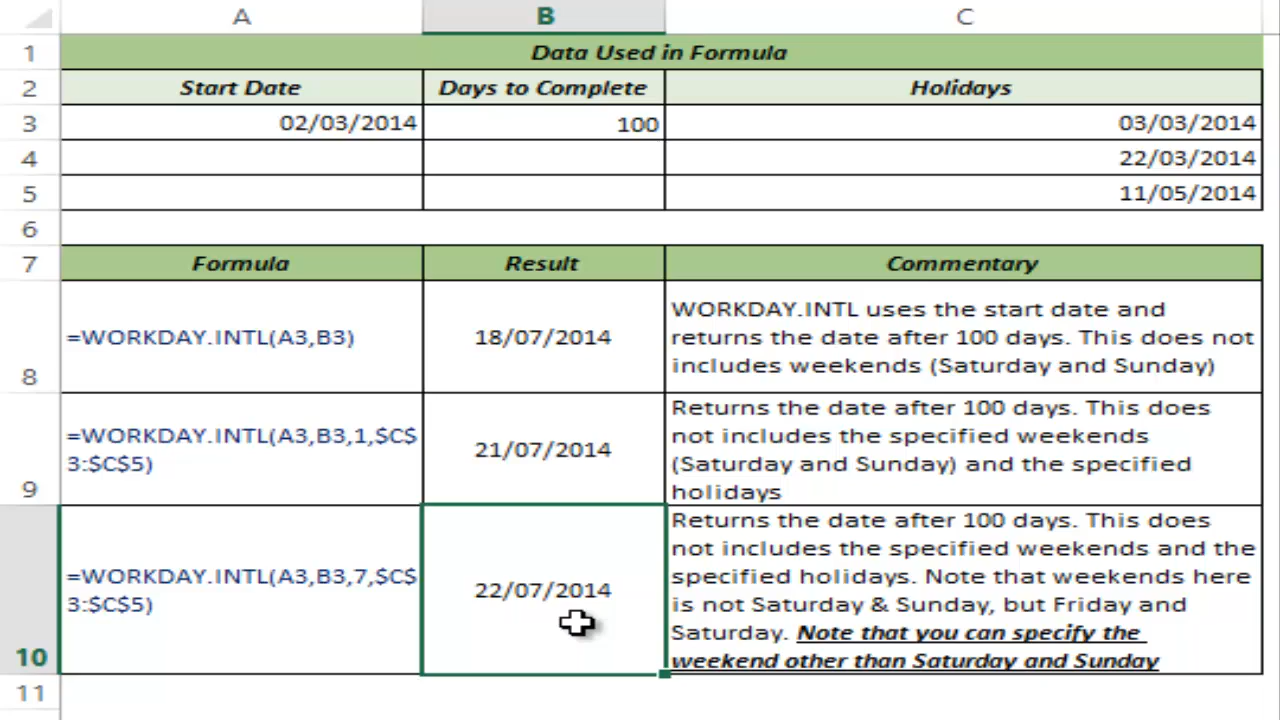 A B C
1 Data Used in Formula
2 Start Date Days to Complete Holidays
3 02/03/2014 100 03/03/2014
4 22/03/2014
5 11/05/2014
6
7 Formula Result Commentary
8 =WORKDAY.INTL(A3,B3) 18/07/2014 WORKDAY.INTL uses the start date and
returns the date after 100 days. This does not
includes weekends (Saturday and Sunday)
9 =WORKDAY.INTL(A3,B3,1,$C$
3:$C$5) 21/07/2014 Returns the date after 100 days. This does
not includes the specified weekends
(Saturday and Sunday) and the specified
holidays
10 =WORKDAY.INTL(A3,B3,7,$C$
3:$C$5) 22/07/2014 Returns the date after 100 days. This does
not includes the specified weekends and the
specified holidays. Note that weekends here
is not Saturday & Sunday, but Friday and
Saturday. Note that you can specify the
weekend other than Saturday and Sunday
11